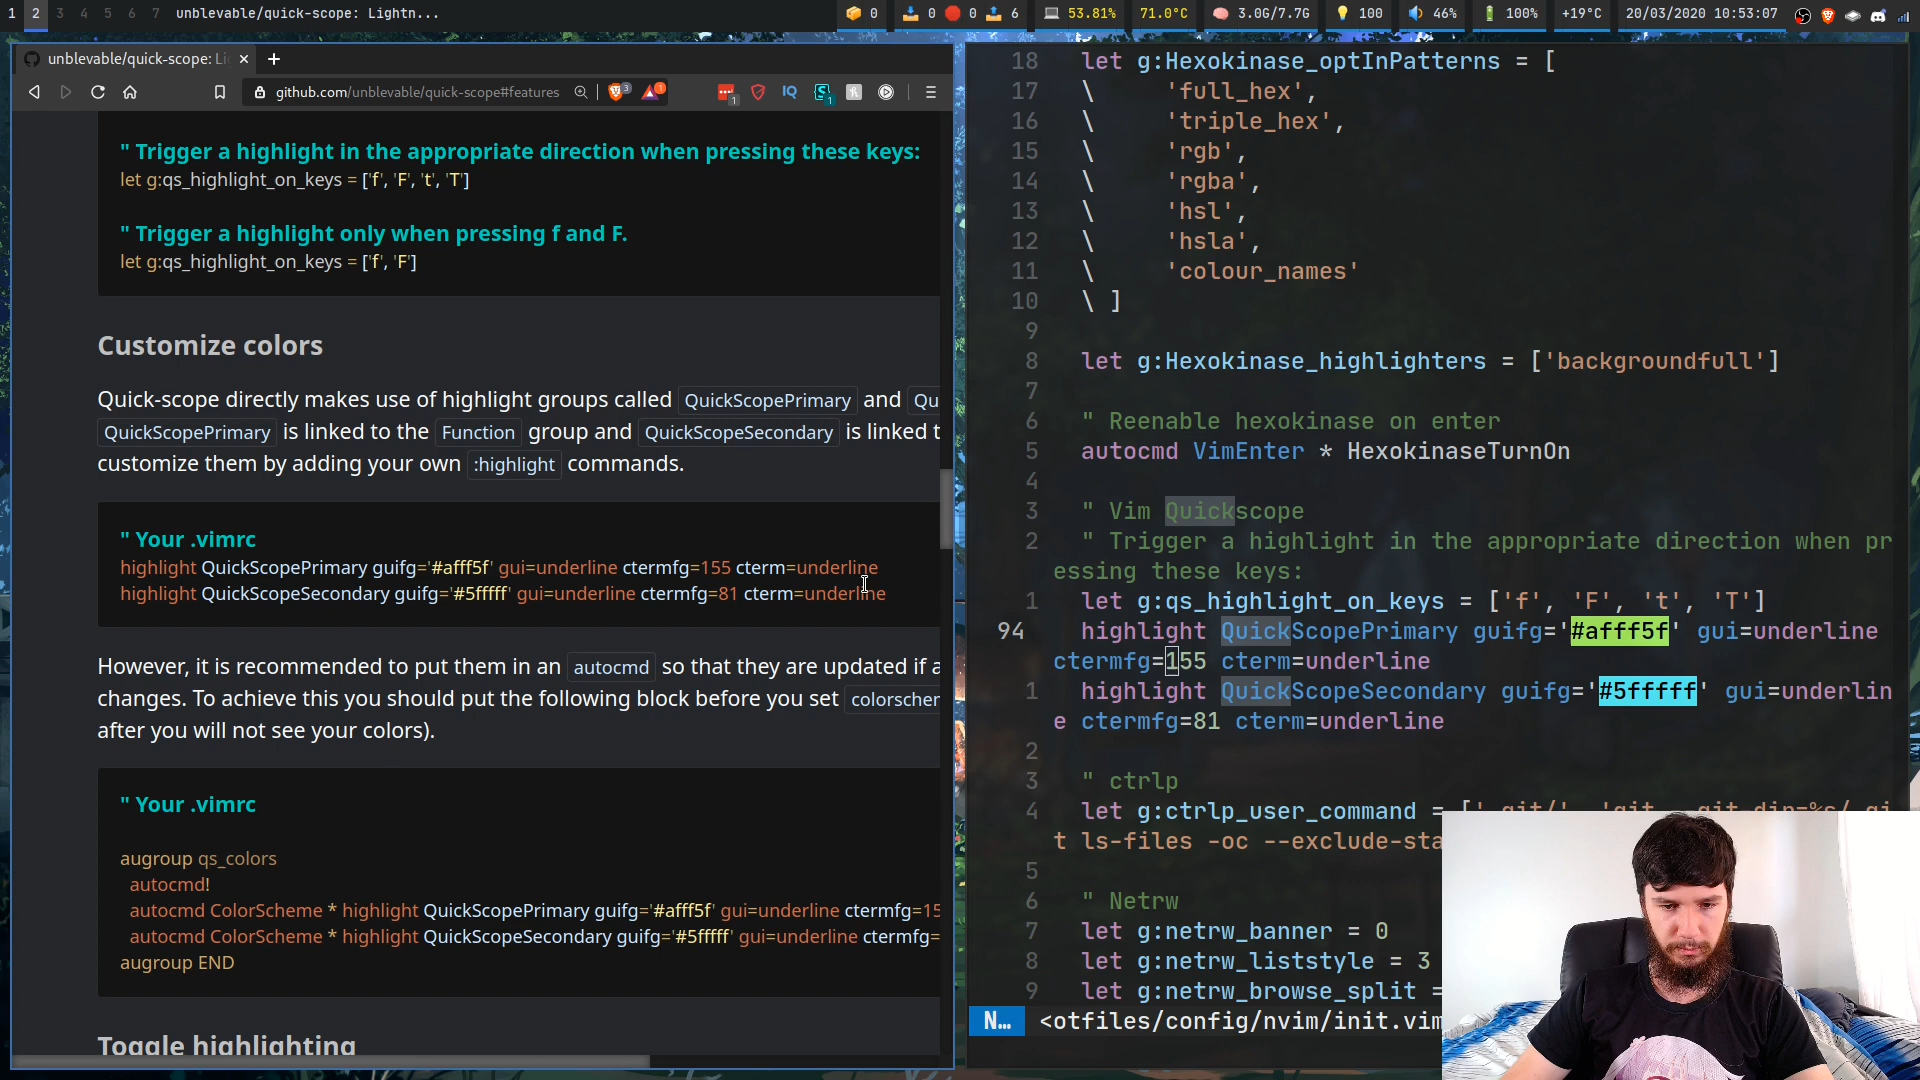 1 2 3 4 5 6 7 unblevable/quick-scope: Lightn... 0 0 0 6 53.81% 71.0°C 3.0G/7.7G 100 46% 100% +19°C 20/03/2020 10:53:07
unblevable/quick-scope: Li
github.com/unblevable/quick-scope#features
" Trigger a highlight in the appropriate direction when pressing these keys:
let g:qs_highlight_on_keys = ['f', 'F', 't', 'T']
" Trigger a highlight only when pressing f and F.
let g:qs_highlight_on_keys = ['f', 'F']
Customize colors
Quick-scope directly makes use of highlight groups called QuickScopePrimary and Qu
QuickScopePrimary is linked to the Function group and QuickScopeSecondary is linked t
customize them by adding your own :highlight commands.
" Your .vimrc
highlight QuickScopePrimary guifg='#afff5f' gui=underline ctermfg=155 cterm=underline
highlight QuickScopeSecondary guifg='#5fffff' gui=underline ctermfg=81 cterm=underline
However, it is recommended to put them in an autocmd so that they are updated if a
changes. To achieve this you should put the following block before you set colorscher
after you will not see your colors).
" Your .vimrc
augroup qs_colors
autocmd!
autocmd ColorScheme * highlight QuickScopePrimary guifg='#afff5f' gui=underline ctermfg=15
autocmd ColorScheme * highlight QuickScopeSecondary guifg='#5fffff' gui=underline ctermfg=
augroup END
Toggle highlighting
18 let g:Hexokinase_optInPatterns = [
17 \ 'full_hex',
16 \ 'triple_hex',
15 \ 'rgb',
14 \ 'rgba',
13 \ 'hsl',
12 \ 'hsla',
11 \ 'colour_names'
10 \ ]
9
8 let g:Hexokinase_highlighters = ['backgroundfull']
7
6 " Reenable hexokinase on enter
5 autocmd VimEnter * HexokinaseTurnOn
4
3 " Vim Quickscope
2 " Trigger a highlight in the appropriate direction when pr
essing these keys:
1 let g:qs_highlight_on_keys = ['f', 'F', 't', 'T']
94 highlight QuickScopePrimary guifg='#afff5f' gui=underline
ctermfg=155 cterm=underline
1 highlight QuickScopeSecondary guifg='#5fffff' gui=underlin
e ctermfg=81 cterm=underline
2
3 " ctrlp
4 let g:ctrlp_user_command =
t ls-files -oc --exclude-sta
5
6 " Netrw
7 let g:netrw_banner = 0
8 let g:netrw_liststyle = 3
9 let g:netrw_browse_split =
N... <otfiles/config/nvim/init.vim